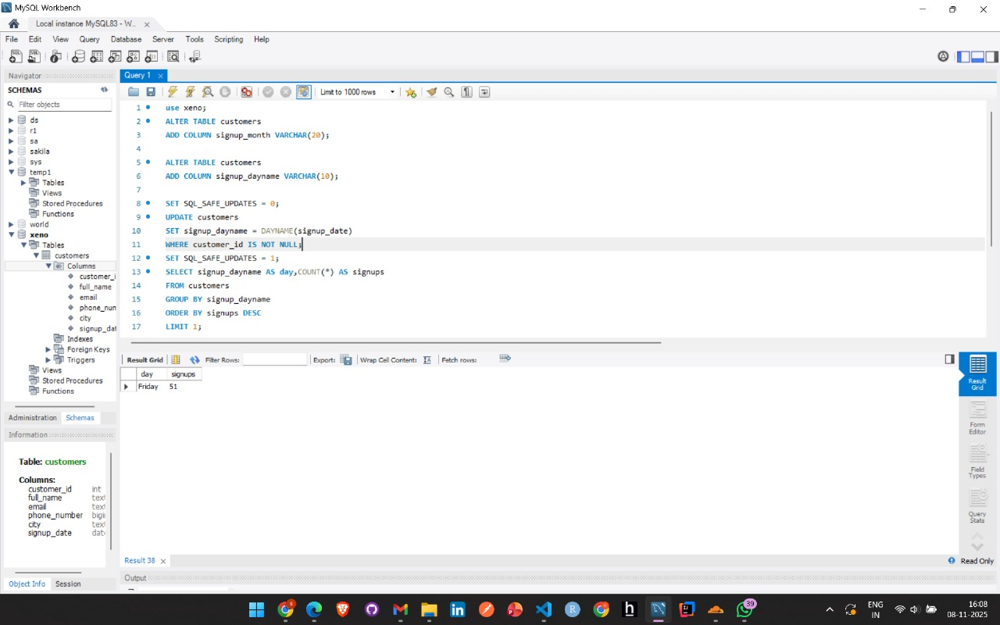 MySQL Workbench
Local instance MySQL83 - W...
File Edit View Query Database Server Tools Scripting Help
Navigator
SCHEMAS
Filter objects
ds
r1
sa
sakila
sys
temp1
Tables
Views
Stored Procedures
Functions
world
xeno
Tables
customers
Columns
customer_i
full_name
email
phone_num
city
signup_dat
Indexes
Foreign Keys
Triggers
Views
Stored Procedures
Functions
Administration Schemas
Information
Table: customers
Columns:
customer_id int
full_name text
email text
phone_number bigi
city text
signup_date date
Object Info Session
Query 1
Limit to 1000 rows
1 use xeno;
2 ALTER TABLE customers
3 ADD COLUMN signup_month VARCHAR(20);
4
5 ALTER TABLE customers
6 ADD COLUMN signup_dayname VARCHAR(10);
7
8 SET SQL_SAFE_UPDATES = 0;
9 UPDATE customers
10 SET signup_dayname = DAYNAME(signup_date)
11 WHERE customer_id IS NOT NULL;
12 SET SQL_SAFE_UPDATES = 1;
13 SELECT signup_dayname AS day,COUNT(*) AS signups
14 FROM customers
15 GROUP BY signup_dayname
16 ORDER BY signups DESC
17 LIMIT 1;
Result Grid Filter Rows: Export: Wrap Cell Content: Fetch rows:
day signups
Friday 51
Result Grid
Form Editor
Field Types
Query Stats
Result 38
Read Only
Output
39
ENG
IN
16:08
08-11-2025